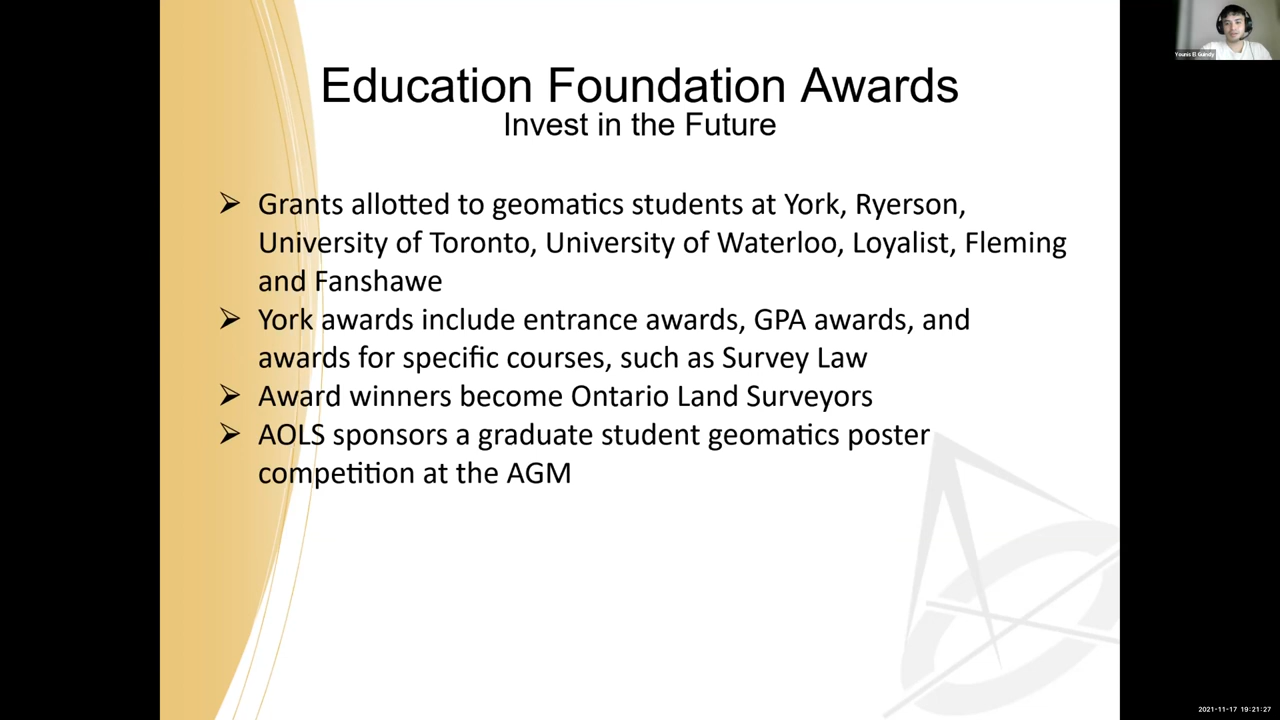 Education Foundation Awards
Invest in the Future
Grants allotted to geomatics students at York, Ryerson,
University of Toronto, University of Waterloo, Loyalist, Fleming
and Fanshawe
York awards include entrance awards, GPA awards, and
awards for specific courses, such as Survey Law
Award winners become Ontario Land Surveyors
AOLS sponsors a graduate student geomatics poster
competition at the AGM
Younis El Guindy
2021-11-17 19:21:27